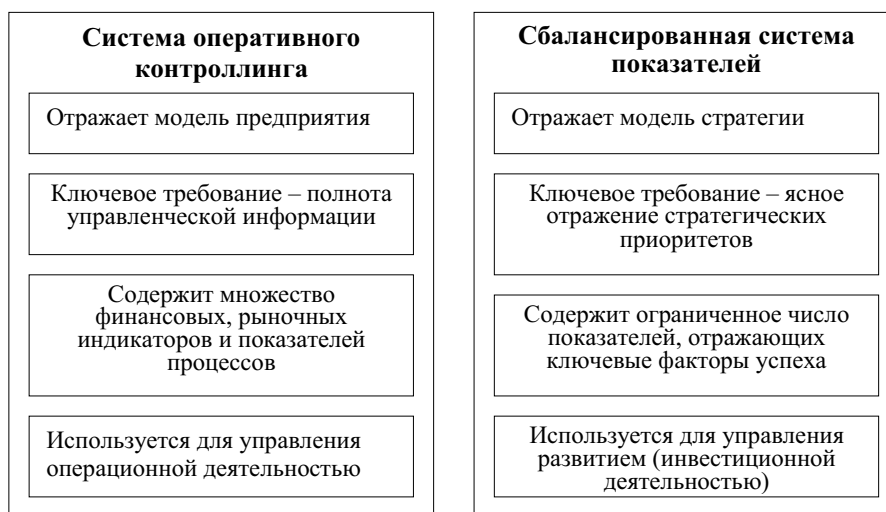 Система оперативного
контроллинга
Отражает модель предприятия
Ключевое требование – полнота
управленческой информации
Содержит множество
финансовых, рыночных
индикаторов и показателей
процессов
Используется для управления
операционной деятельностью
Сбалансированная система
показателей
Отражает модель стратегии
Ключевое требование – ясное
отражение стратегических
приоритетов
Содержит ограниченное число
показателей, отражающих
ключевые факторы успеха
Используется для управления
развитием (инвестиционной
деятельностью)